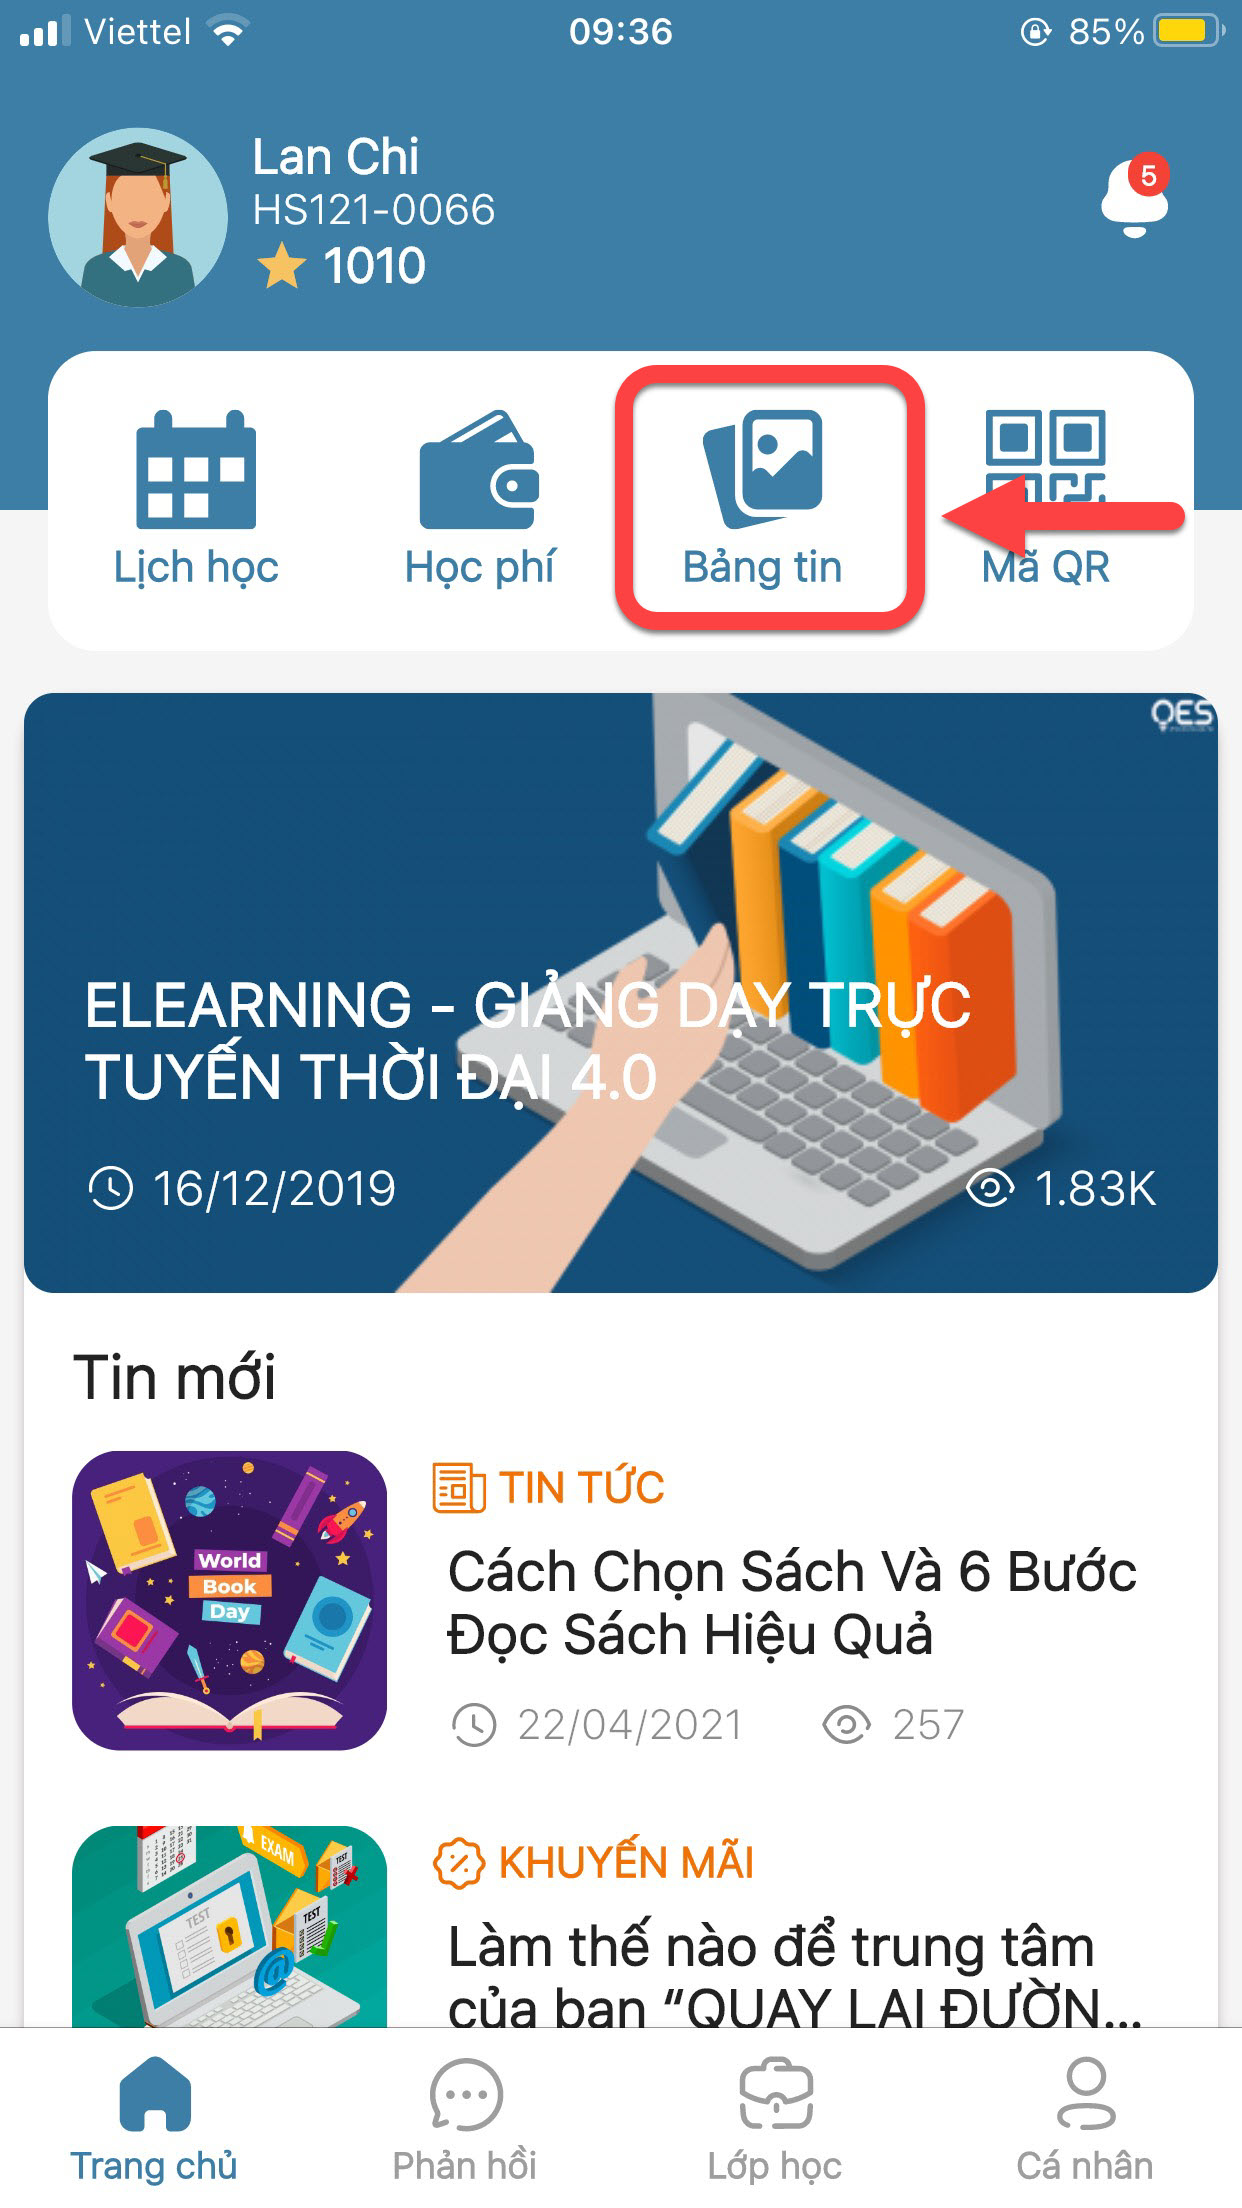 Viettel 09:36 85%
Lan Chi
HS121-0066
1010
5
Lịch học
Học phí
Bảng tin
Mã QR
QES
ELEARNING - GIẢNG DẠY TRỰC
TUYẾN THỜI ĐẠI 4.0
16/12/2019 1.83K
Tin mới
World
Book
Day
TIN TỨC
Cách Chọn Sách Và 6 Bước
Đọc Sách Hiệu Quả
22/04/2021 257
EXAM
TEST
TEST
TEST
KHUYẾN MÃI
Làm thế nào để trung tâm
của bạn “QUAY LẠI ĐƯỜN...
Trang chủ
Phản hồi
Lớp học
Cá nhân